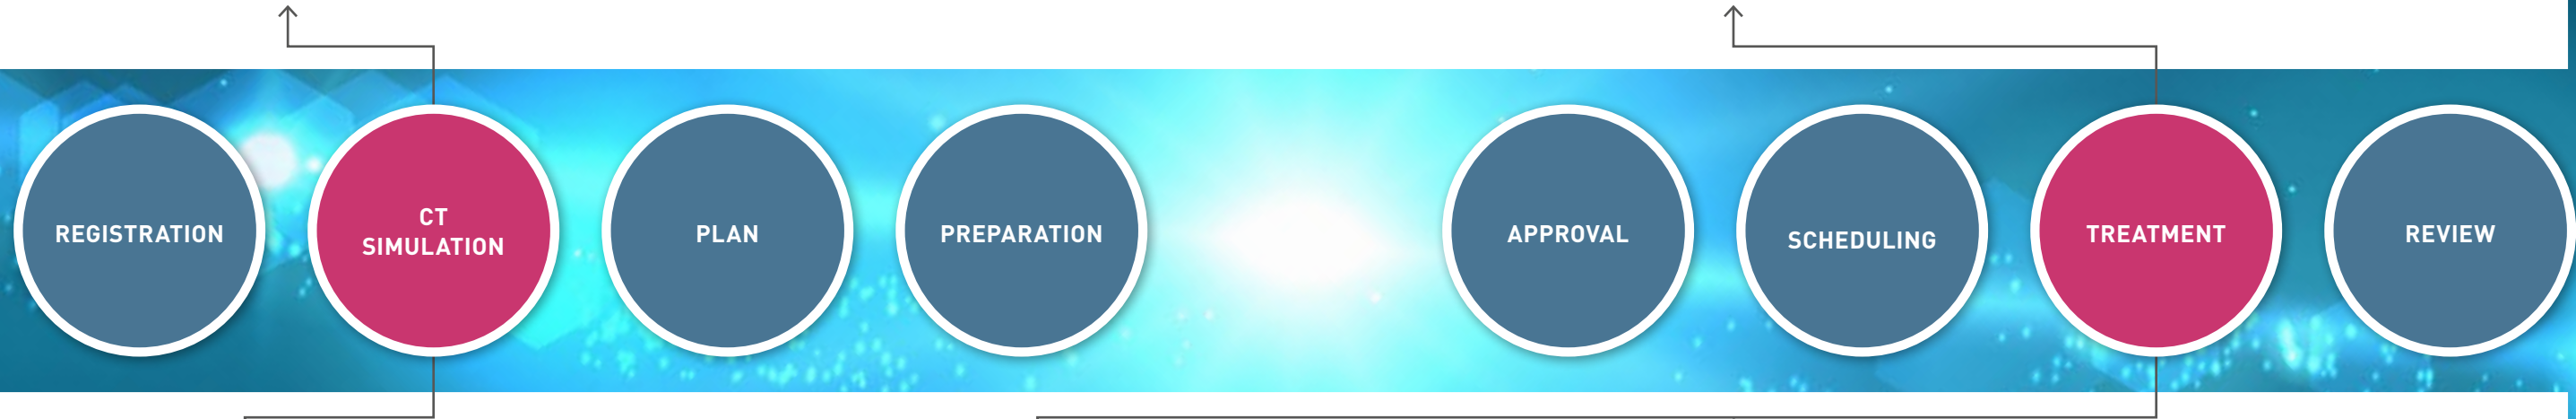 REGISTRATION
CT
SIMULATION
PLAN
PREPARATION
APPROVAL
SCHEDULING
TREATMENT
REVIEW